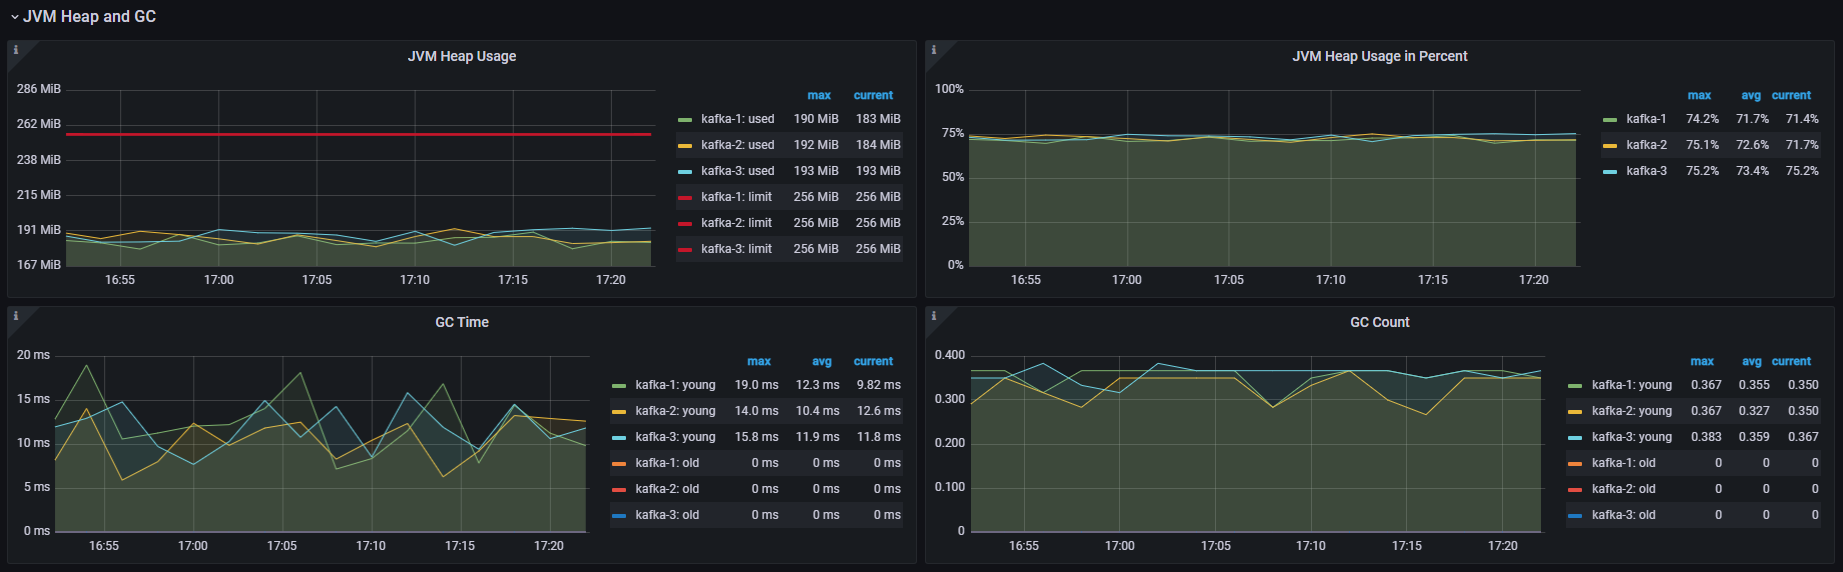 JVM Heap and GC
JVM Heap Usage
286 MiB
262 MiB
238 MiB
215 MiB
191 MiB
167 MiB
16:55 17:00 17:05 17:10 17:15 17:20
max current
kafka-1: used 190 MiB 183 MiB
kafka-2: used 192 MiB 184 MiB
kafka-3: used 193 MiB 193 MiB
kafka-1: limit 256 MiB 256 MiB
kafka-2: limit 256 MiB 256 MiB
kafka-3: limit 256 MiB 256 MiB
JVM Heap Usage in Percent
100%
75%
50%
25%
0%
16:55 17:00 17:05 17:10 17:15 17:20
max avg current
kafka-1 74.2% 71.7% 71.4%
kafka-2 75.1% 72.6% 71.7%
kafka-3 75.2% 73.4% 75.2%
GC Time
20 ms
15 ms
10 ms
5 ms
0 ms
16:55 17:00 17:05 17:10 17:15 17:20
max avg current
kafka-1: young 19.0 ms 12.3 ms 9.82 ms
kafka-2: young 14.0 ms 10.4 ms 12.6 ms
kafka-3: young 15.8 ms 11.9 ms 11.8 ms
kafka-1: old 0 ms 0 ms 0 ms
kafka-2: old 0 ms 0 ms 0 ms
kafka-3: old 0 ms 0 ms 0 ms
GC Count
0.400
0.300
0.200
0.100
0
16:55 17:00 17:05 17:10 17:15 17:20
max avg current
kafka-1: young 0.367 0.355 0.350
kafka-2: young 0.367 0.327 0.350
kafka-3: young 0.383 0.359 0.367
kafka-1: old 0 0 0
kafka-2: old 0 0 0
kafka-3: old 0 0 0